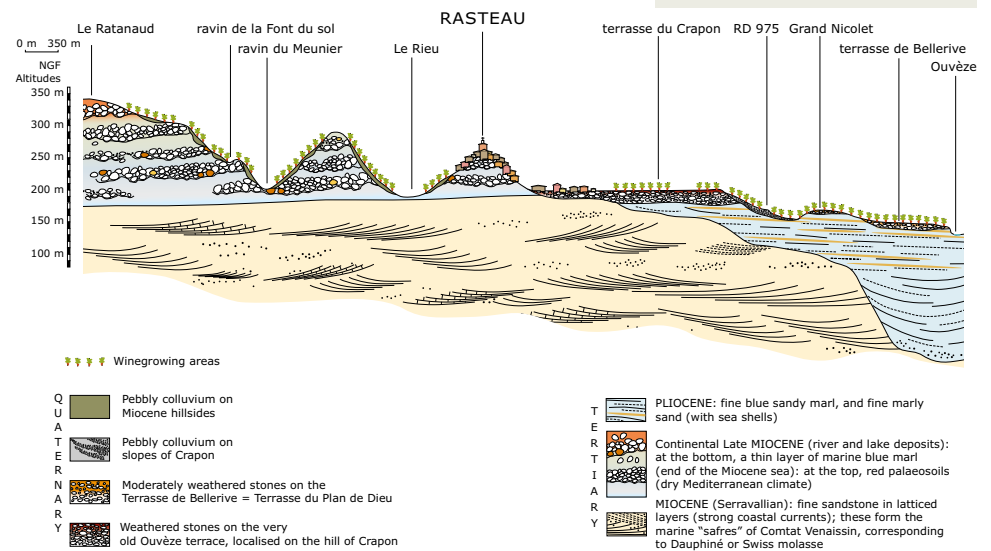 RASTEAU
Le Ratanaud
ravin de la Font du sol
terrasse du Crapon
RD 975
Grand Nicolet
0 m 350 m
ravin du Meunier
Le Rieu
terrasse de Bellerive
NGF
Altitudes
Ouvèze
350 m
300 m
250 m
200 m
150 m
100 m
Winegrowing areas
QUATERNARY
Pebbly colluvium on
Miocene hillsides
Pebbly colluvium on
slopes of Crapon
Moderately weathered stones on the
Terrasse de Bellerive = Terrasse du Plan de Dieu
Weathered stones on the very
old Ouvèze terrace, localised on the hill of Crapon
TERTIARY
PLIOCENE: fine blue sandy marl, and fine marly
sand (with sea shells)
Continental Late MIOCENE (river and lake deposits):
at the bottom, a thin layer of marine blue marl
(end of the Miocene sea): at the top, red palaeosoils
(dry Mediterranean climate)
MIOCENE (Serravallian): fine sandstone in latticed
layers (strong coastal currents); these form the
marine “safres” of Comtat Venaissin, corresponding
to Dauphiné or Swiss molasse